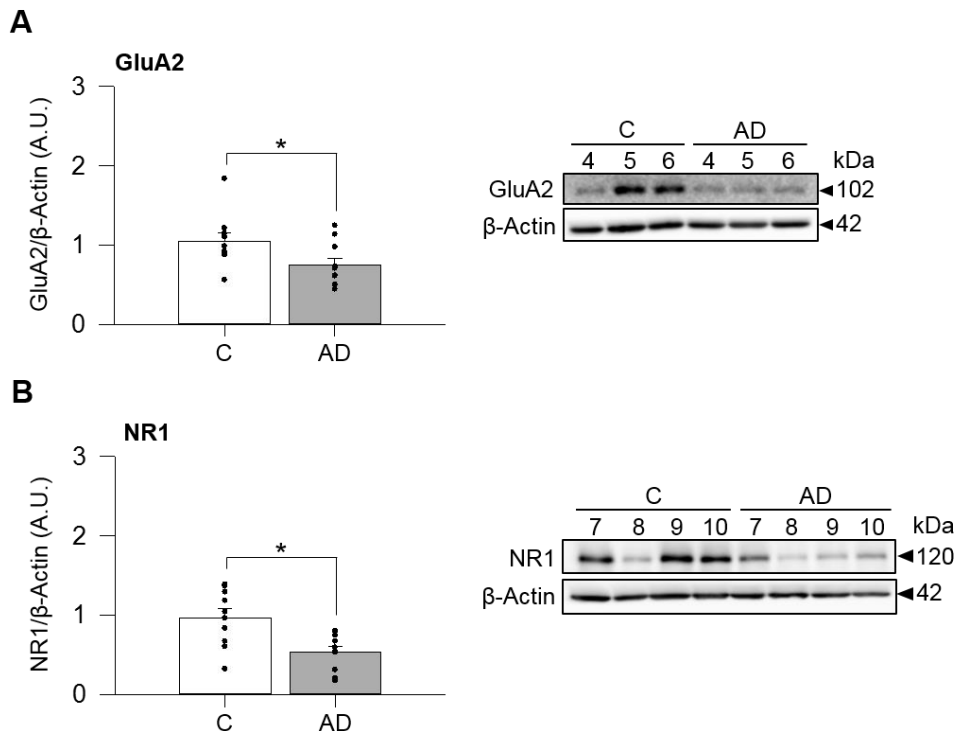 A
GluA2
GluA2/β-Actin (A.U.)
3
2
1
0
*
C AD
C AD
4 5 6 4 5 6 kDa
GluA2 ◄102
β-Actin ◄42
B
NR1
NR1/β-Actin (A.U.)
3
2
1
0
*
C AD
C AD
7 8 9 10 7 8 9 10 kDa
NR1 ◄120
β-Actin ◄42